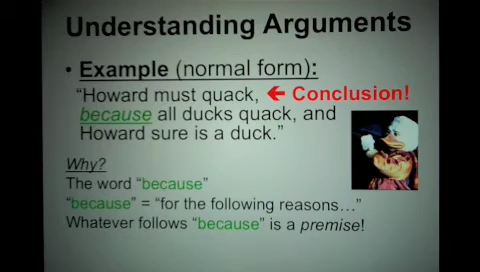 Understanding Arguments
• Example (normal form):
"Howard must quack, ← Conclusion!
because all ducks quack, and
Howard sure is a duck."
Why?
The word "because"
"because" = "for the following reasons…"
Whatever follows "because" is a premise!